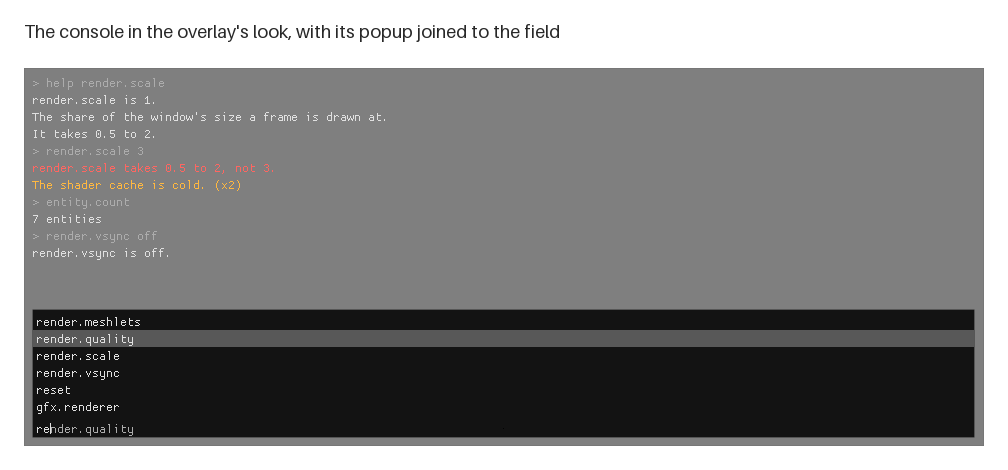 The console in the overlay's look, with its popup joined to the field
> help render.scale
render.scale is 1.
The share of the window's size a frame is drawn at.
It takes 0.5 to 2.
> render.scale 3
render.scale takes 0.5 to 2, not 3.
The shader cache is cold. (x2)
> entity.count
7 entities
> render.vsync off
render.vsync is off.
render.meshlets
render.quality
render.scale
render.vsync
reset
gfx.renderer
render.quality